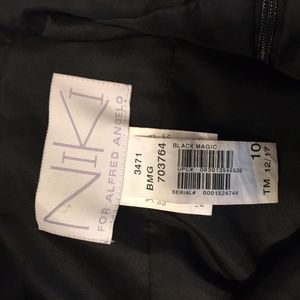 NIKI
FOR ALFRED ANGELO
3471
BMG
703764
BLACK MAGIC
SERIAL# 0001524744
10
TM 12/17